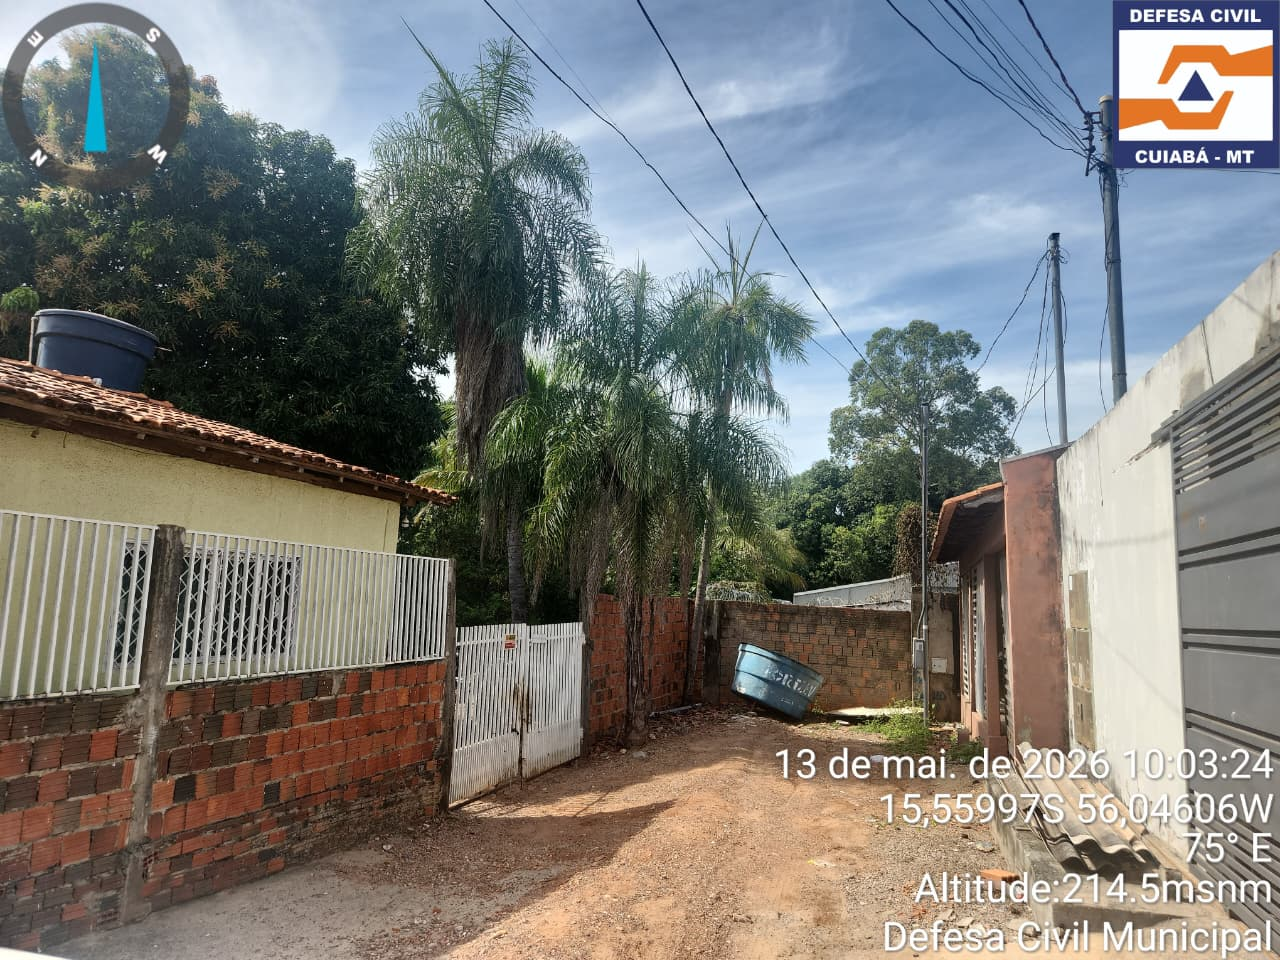 DEFESA CIVIL
CUIABÁ - MT
E
S
N
W
13 de mai. de 2026 10:03:24
15,55997S 56,04606W
75° E
Altitude:214.5msnm
Defesa Civil Municipal